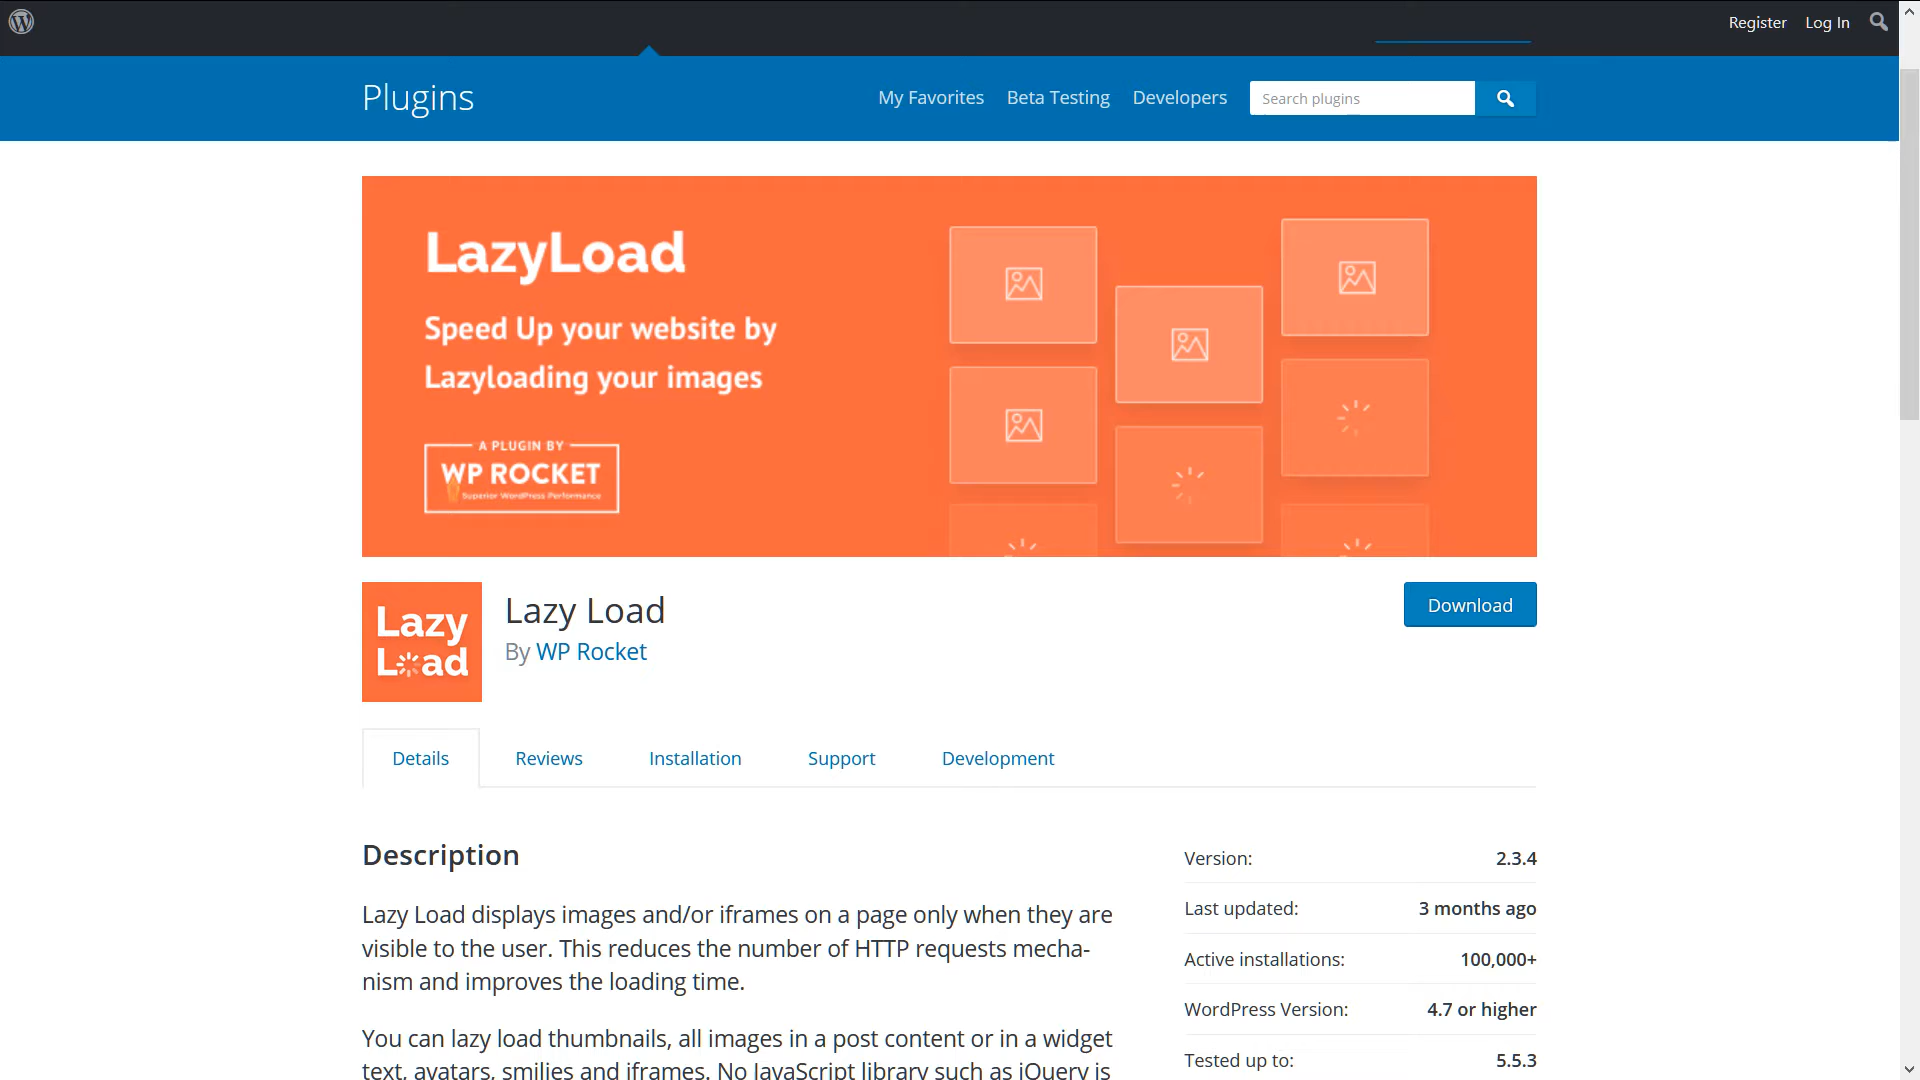 Register Log In
Plugins My Favorites Beta Testing Developers Search plugins
LazyLoad
Speed Up your website by
Lazyloading your images
A PLUGIN BY
WP ROCKET
Superior WordPress Performance
Lazy
Load
Lazy Load
By WP Rocket
Download
Details Reviews Installation Support Development
Description
Lazy Load displays images and/or iframes on a page only when they are
visible to the user. This reduces the number of HTTP requests mecha-
nism and improves the loading time.
You can lazy load thumbnails, all images in a post content or in a widget
text, avatars, smilies and iframes. No JavaScript library such as jQuery is
Version: 2.3.4
Last updated: 3 months ago
Active installations: 100,000+
WordPress Version: 4.7 or higher
Tested up to: 5.5.3